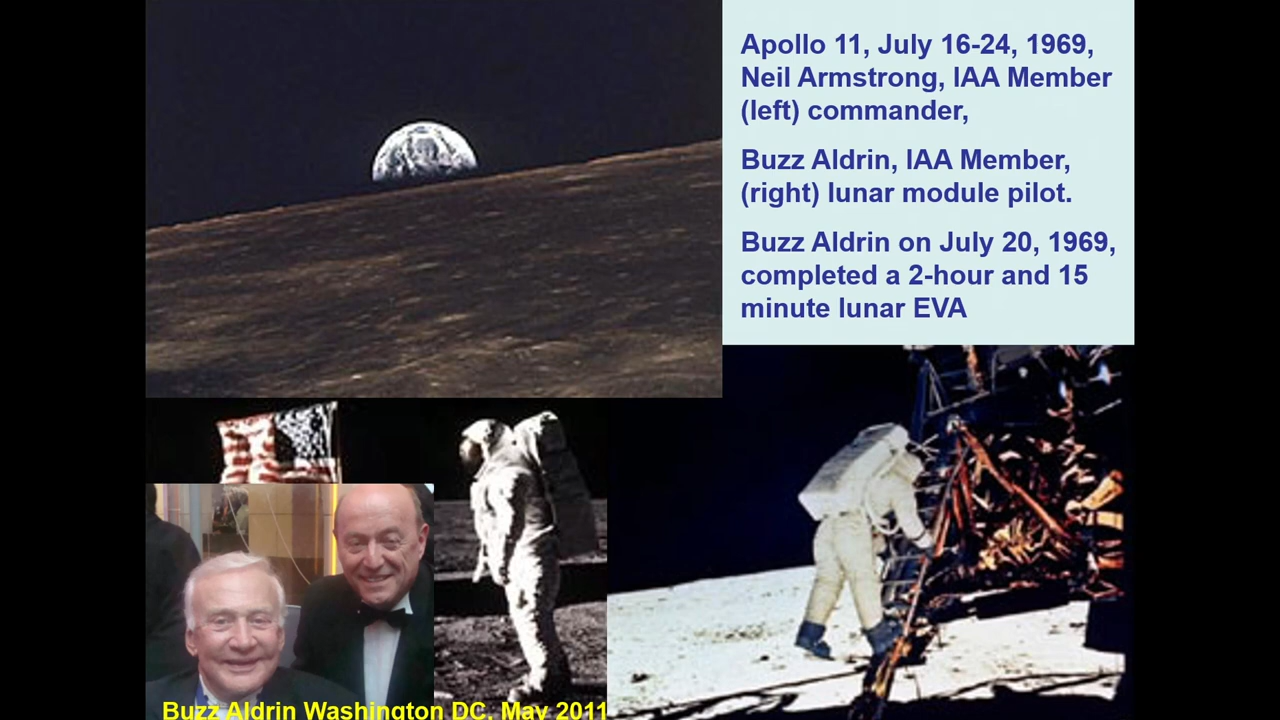 Apollo 11, July 16-24, 1969,
Neil Armstrong, IAA Member
(left) commander,
Buzz Aldrin, IAA Member,
(right) lunar module pilot.
Buzz Aldrin on July 20, 1969,
completed a 2-hour and 15
minute lunar EVA
Buzz Aldrin Washington DC, May 2011